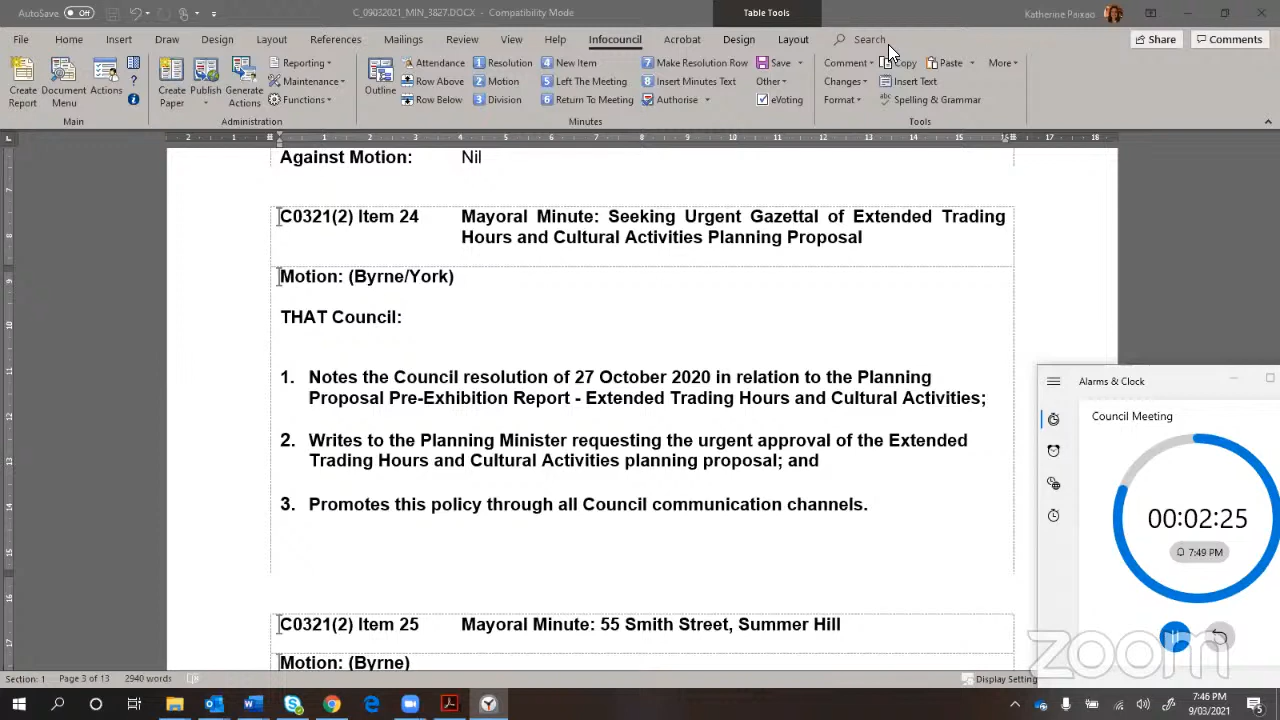 AutoSave Off C_09032021_MIN_3827.DOCX - Compatibility Mode Table Tools Katherine Paixao
File Home Insert Draw Design Layout References Mailings Review View Help Infocouncil Acrobat Design Layout Search Share Comments
Create Report Document Menu Actions Reporting Maintenance Functions Main
Create Paper Publish Generate Actions Administration
Outline Attendance Row Above Row Below 1 Resolution 2 Motion 3 Division 4 New Item 5 Left The Meeting 6 Return To Meeting 7 Make Resolution Row 8 Insert Minutes Text Authorise Save Other eVoting Minutes
Comment Changes Format Copy Insert Text Spelling & Grammar Paste More Tools
Against Motion: Nil
C0321(2) Item 24 Mayoral Minute: Seeking Urgent Gazettal of Extended Trading
Hours and Cultural Activities Planning Proposal
Motion: (Byrne/York)
THAT Council:
1. Notes the Council resolution of 27 October 2020 in relation to the Planning
Proposal Pre-Exhibition Report - Extended Trading Hours and Cultural Activities;
2. Writes to the Planning Minister requesting the urgent approval of the Extended
Trading Hours and Cultural Activities planning proposal; and
3. Promotes this policy through all Council communication channels.
C0321(2) Item 25 Mayoral Minute: 55 Smith Street, Summer Hill
Motion: (Byrne)
Alarms & Clock
Council Meeting
00:02:25
7:49 PM
zoom
Section: 1 Page 3 of 13 2940 words Display Setting
7:46 PM
9/03/2021